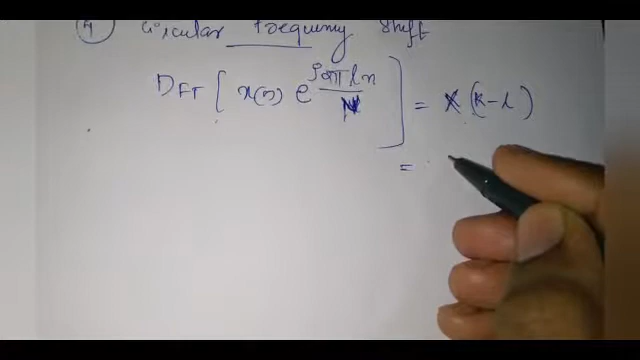 4 Circular Frequency Shift
DFT [ x(n) e^{j2πln/N} ] = X(k-l)
=